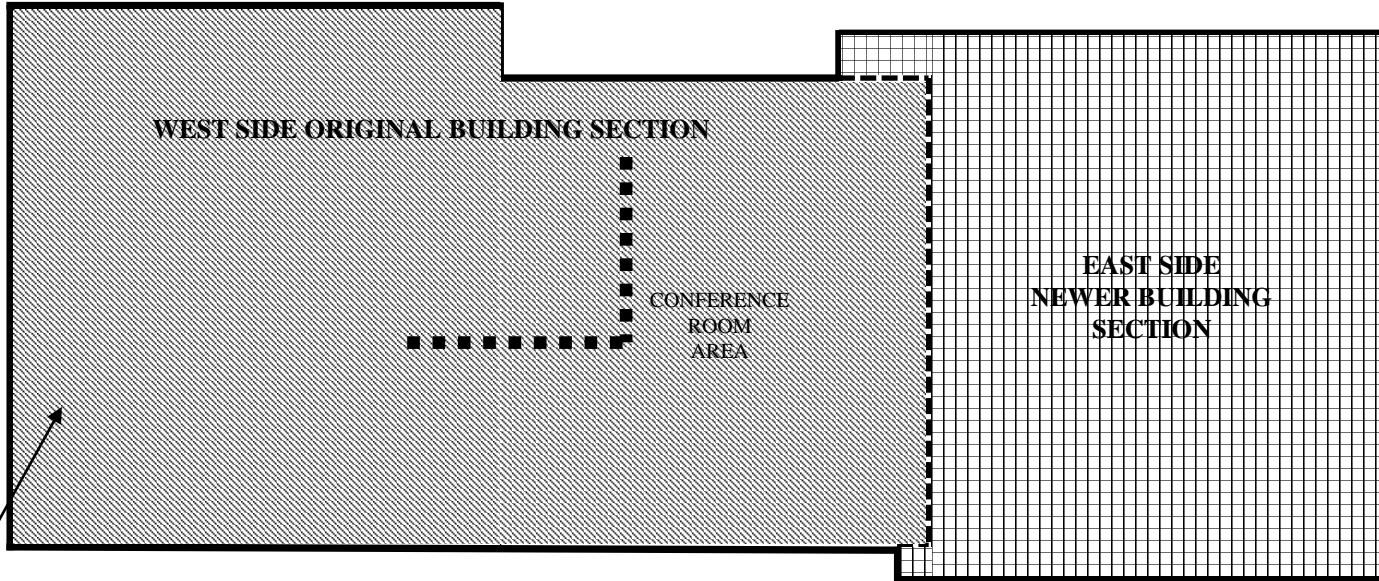 WEST SIDE ORIGINAL BUILDING SECTION
CONFERENCE
ROOM
AREA
EAST SIDE
NEWER BUILDING
SECTION